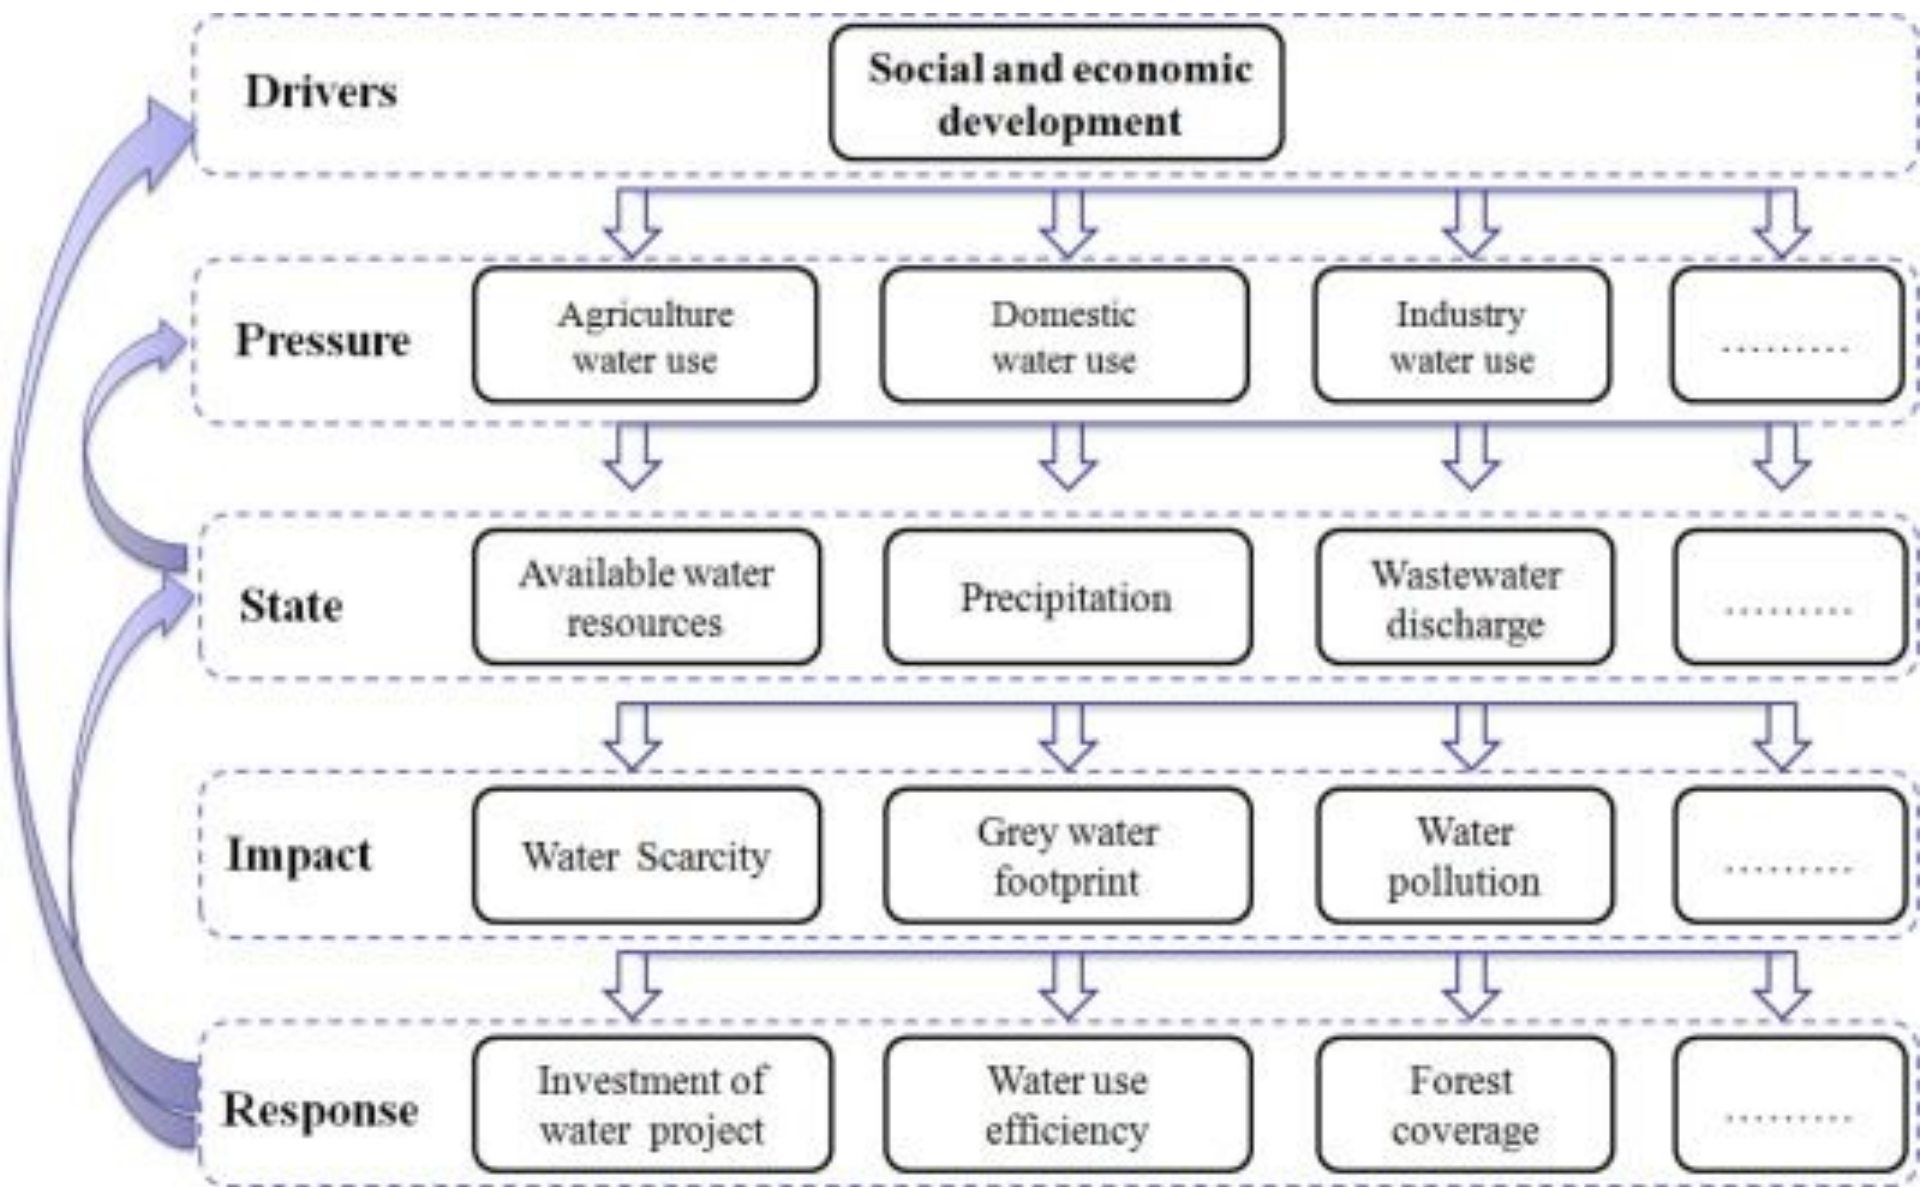 Drivers
Social and economic
development
Pressure
Agriculture
water use
Domestic
water use
Industry
water use
.........
State
Available water
resources
Precipitation
Wastewater
discharge
.........
Impact
Water Scarcity
Grey water
footprint
Water
pollution
.........
Response
Investment of
water project
Water use
efficiency
Forest
coverage
.........